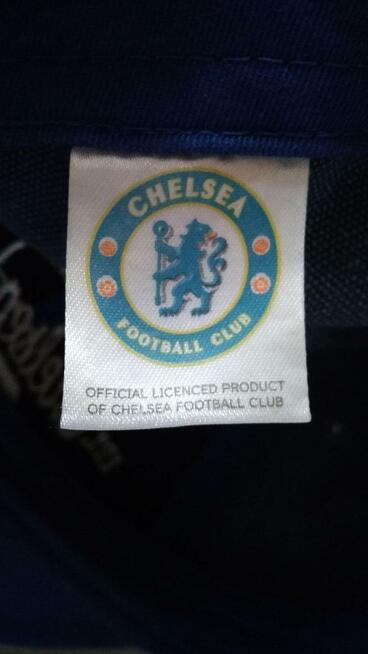 CHELSEA
FOOTBALL CLUB
OFFICIAL LICENCED PRODUCT
OF CHELSEA FOOTBALL CLUB